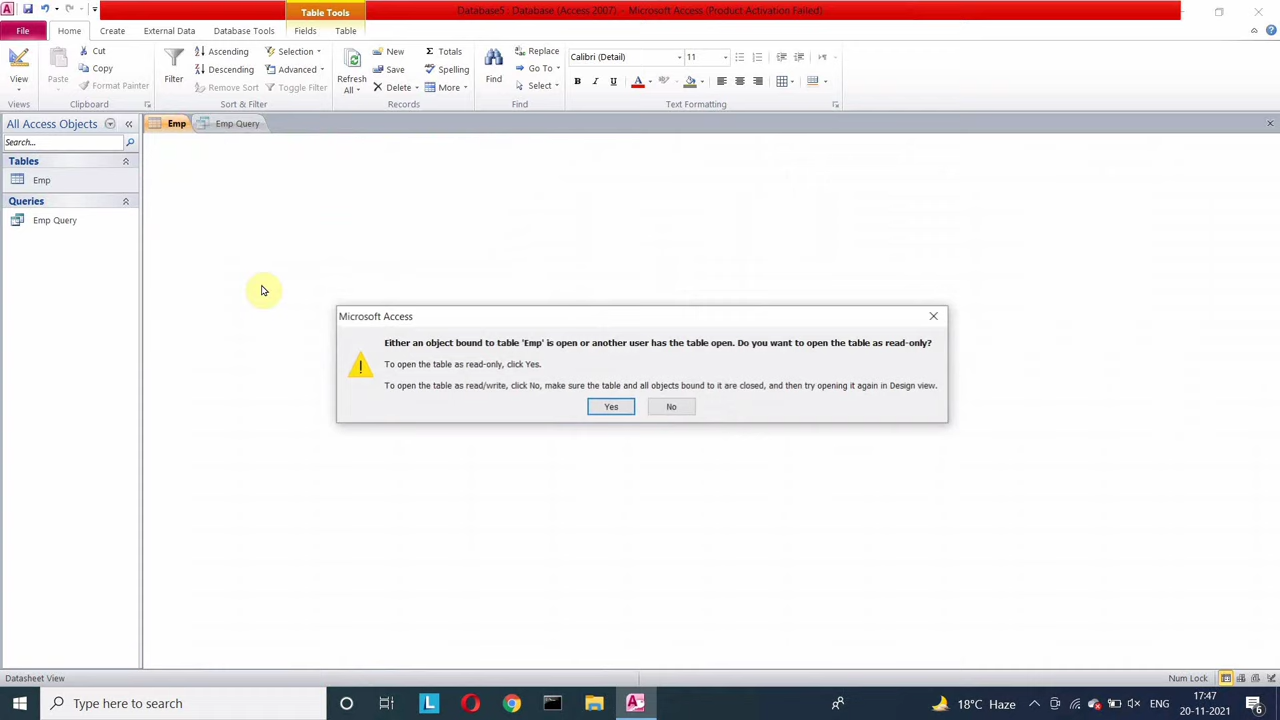 Table Tools
Database5 : Database (Access 2007) - Microsoft Access (Product Activation Failed)
File
Home
Create
External Data
Database Tools
Fields
Table
View
Views
Paste
Cut
Copy
Format Painter
Clipboard
Filter
Ascending
Descending
Remove Sort
Selection
Advanced
Toggle Filter
Sort & Filter
Refresh
All
New
Save
Delete
Totals
Spelling
More
Records
Find
Replace
Go To
Select
Find
Calibri (Detail)
11
B I U
A
Text Formatting
All Access Objects
Emp
Emp Query
Search...
Tables
Emp
Queries
Emp Query
Microsoft Access
Either an object bound to table 'Emp' is open or another user has the table open. Do you want to open the table as read-only?
To open the table as read-only, click Yes.
To open the table as read/write, click No, make sure the table and all objects bound to it are closed, and then try opening it again in Design view.
Yes
No
Datasheet View
Num Lock
Type here to search
L
18°C Haze
ENG
17:47
20-11-2021
6